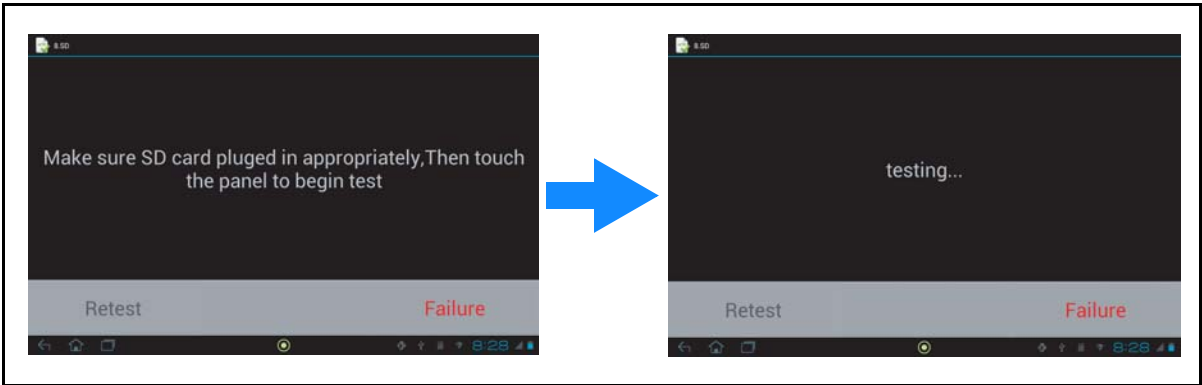 8.SD
Make sure SD card pluged in appropriately,Then touch
the panel to begin test
Retest
Failure
8:28
8.SD
testing...
Retest
Failure
8:28